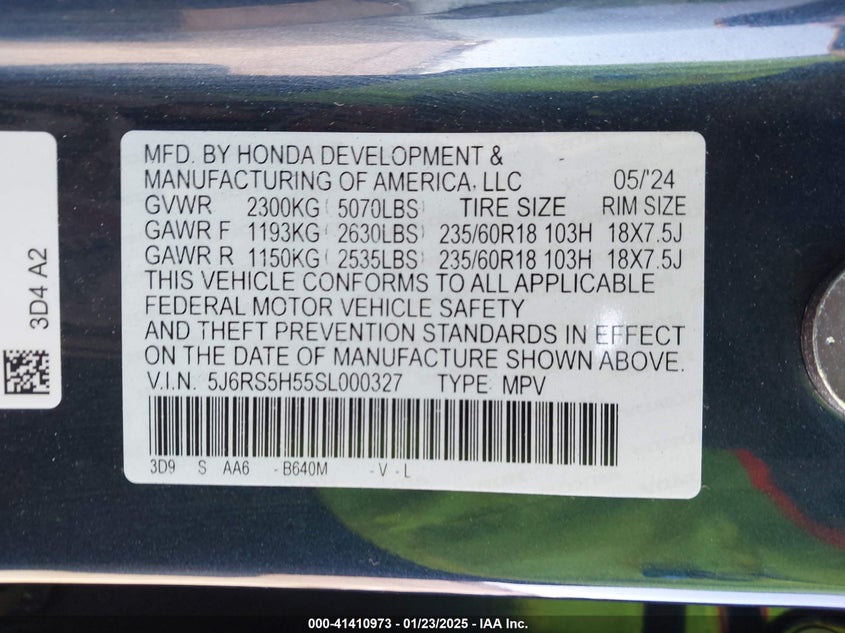 MFD. BY HONDA DEVELOPMENT &
MANUFACTURING OF AMERICA, LLC 05/'24
GVWR 2300KG (5070LBS) TIRE SIZE RIM SIZE
GAWR F 1193KG (2630LBS) 235/60R18 103H 18X7.5J
GAWR R 1150KG (2535LBS) 235/60R18 103H 18X7.5J
THIS VEHICLE CONFORMS TO ALL APPLICABLE
FEDERAL MOTOR VEHICLE SAFETY
AND THEFT PREVENTION STANDARDS IN EFFECT
ON THE DATE OF MANUFACTURE SHOWN ABOVE.
V.I.N. 5J6RS5H55SL000327 TYPE: MPV
3D9 S AA6 -B640M -V-L
3D4 A2
000-41410973 - 01/23/2025 - IAA Inc.